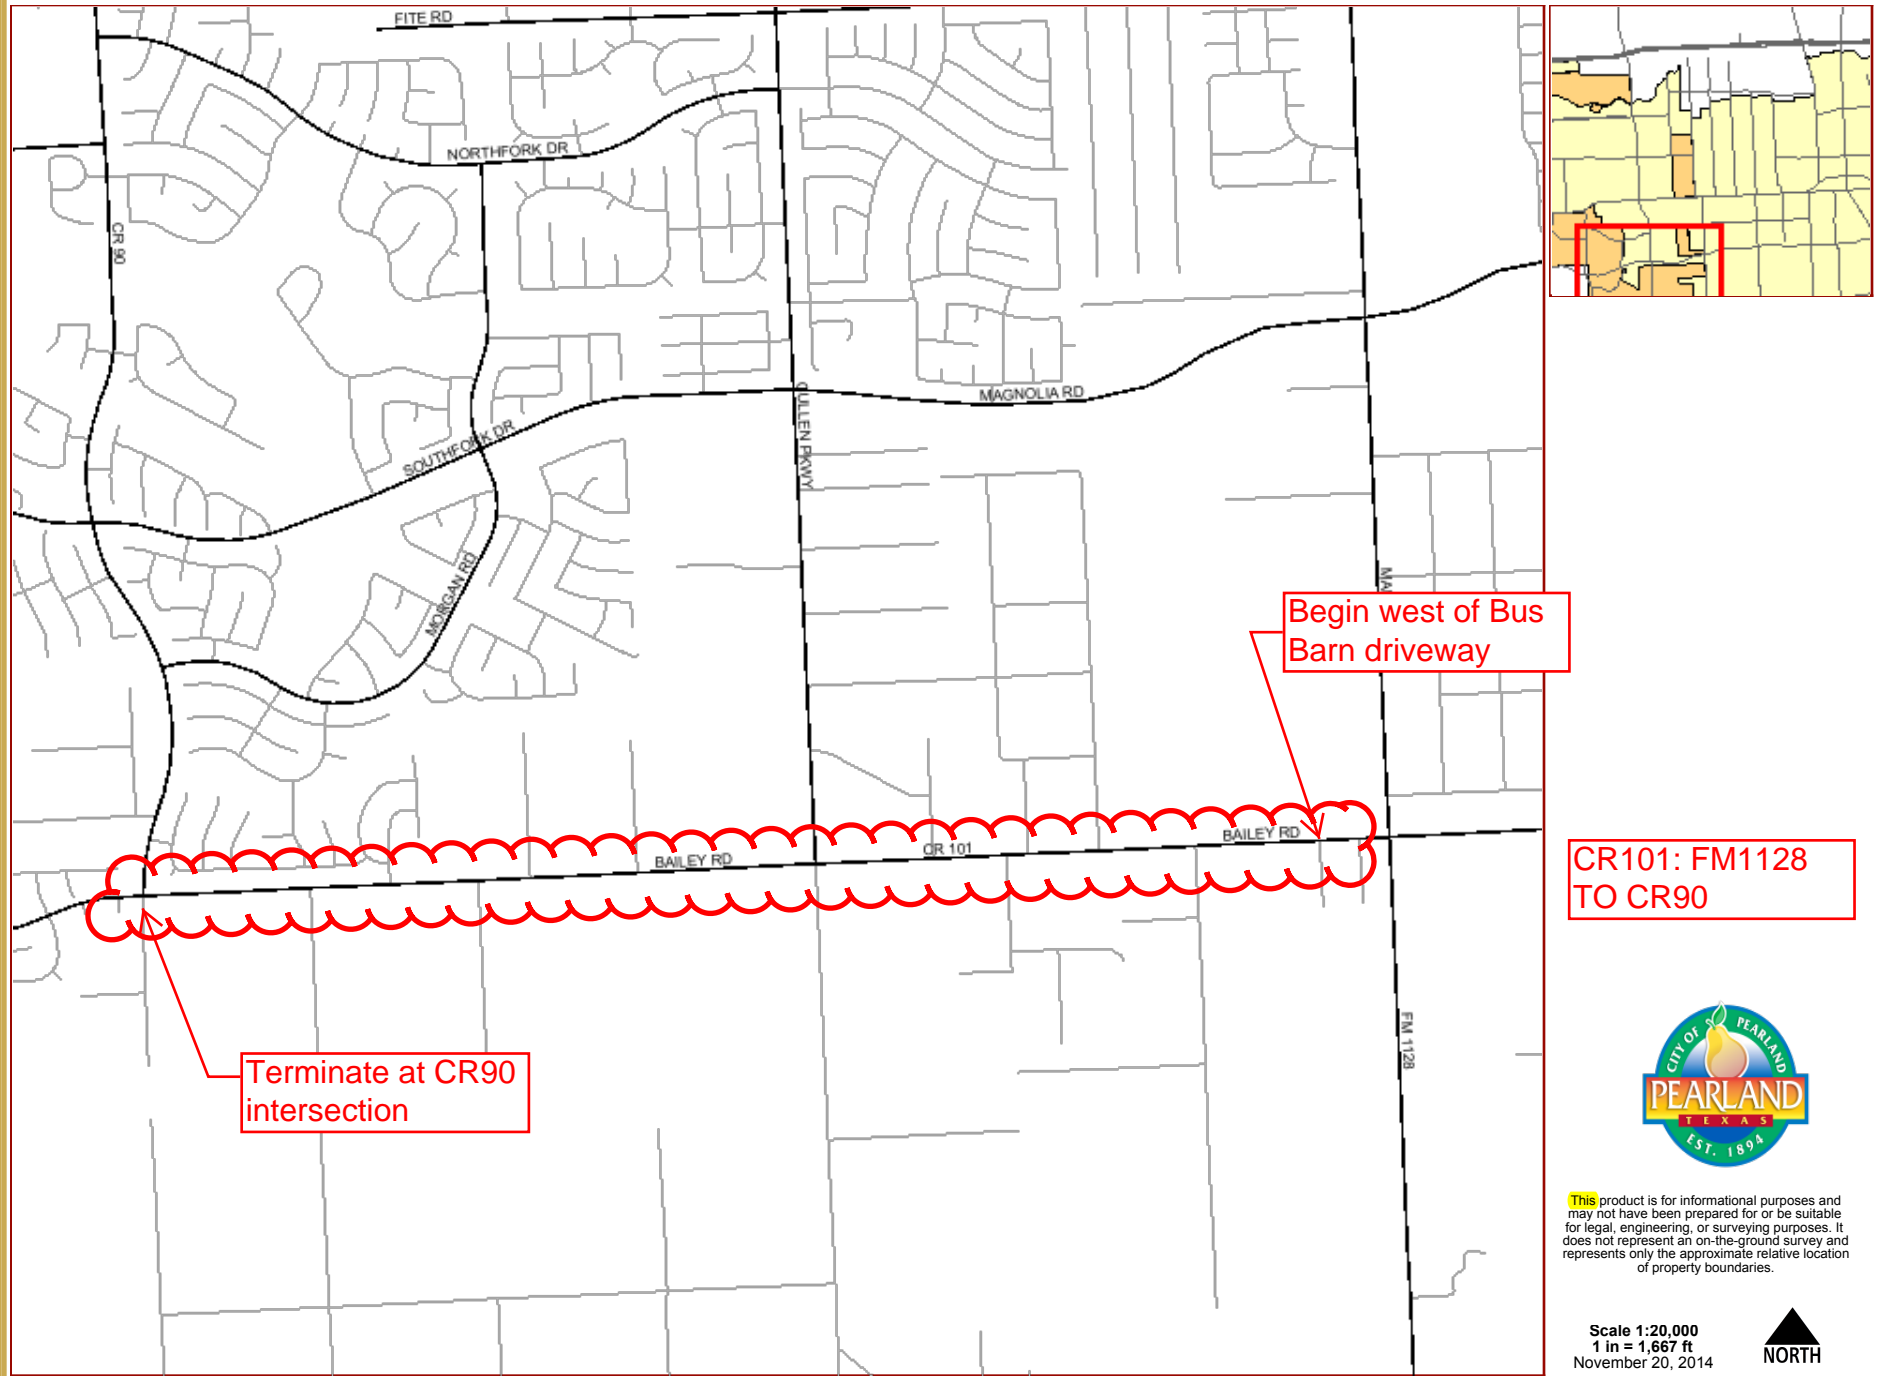 FITE RD
NORTHFORK DR
CR 90
MAGNOLIA RD
CULLEN PKWY
SOUTHFORK DR
MORGAN RD
Begin west of Bus
Barn driveway
BAILEY RD
CR 101
BAILEY RD
CR101: FM1128
TO CR90
FM 1128
Terminate at CR90
intersection
CITY OF PEARLAND
PEARLAND
TEXAS
EST. 1894
This product is for informational purposes and
may not have been prepared for or be suitable
for legal, engineering, or surveying purposes. It
does not represent an on-the-ground survey and
represents only the approximate relative location
of property boundaries.
Scale 1:20,000
1 in = 1,667 ft
November 20, 2014
NORTH